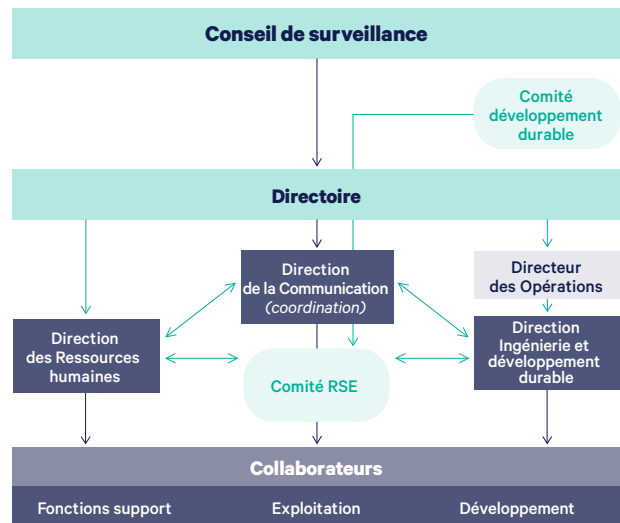 Conseil de surveillance
Comité
développement
durable
Directoire
Direction
de la Communication
(coordination)
Directeur
des Opérations
Direction
des Ressources
humaines
Direction
Ingénierie et
développement
durable
Comité RSE
Collaborateurs
Fonctions support
Exploitation
Développement